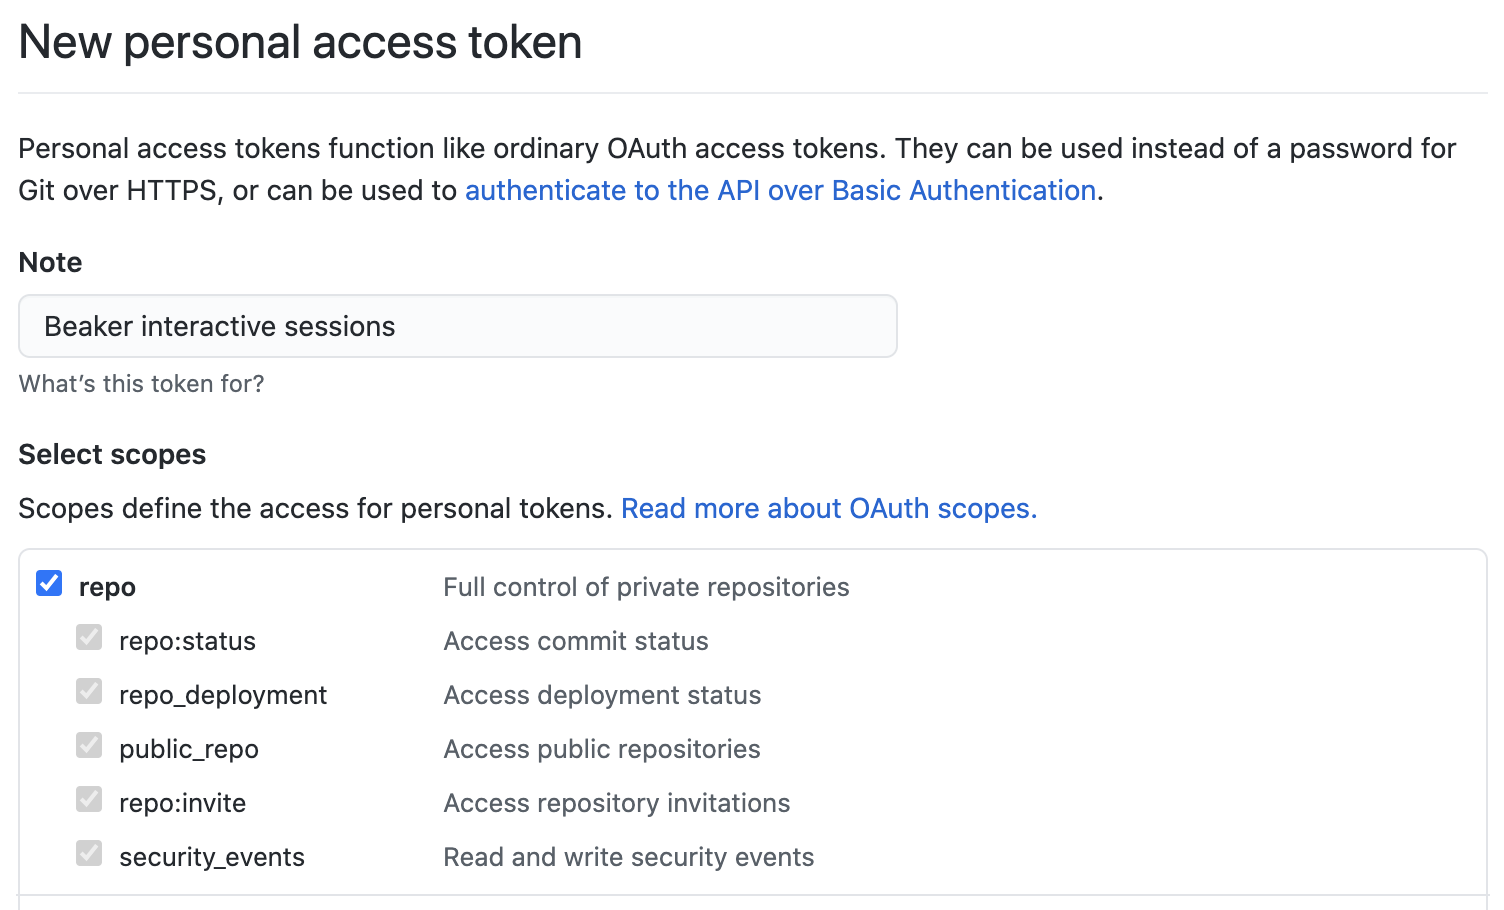 New personal access token
Personal access tokens function like ordinary OAuth access tokens. They can be used instead of a password for
Git over HTTPS, or can be used to authenticate to the API over Basic Authentication.
Note
Beaker interactive sessions
What’s this token for?
Select scopes
Scopes define the access for personal tokens. Read more about OAuth scopes.
repo Full control of private repositories
repo:status Access commit status
repo_deployment Access deployment status
public_repo Access public repositories
repo:invite Access repository invitations
security_events Read and write security events